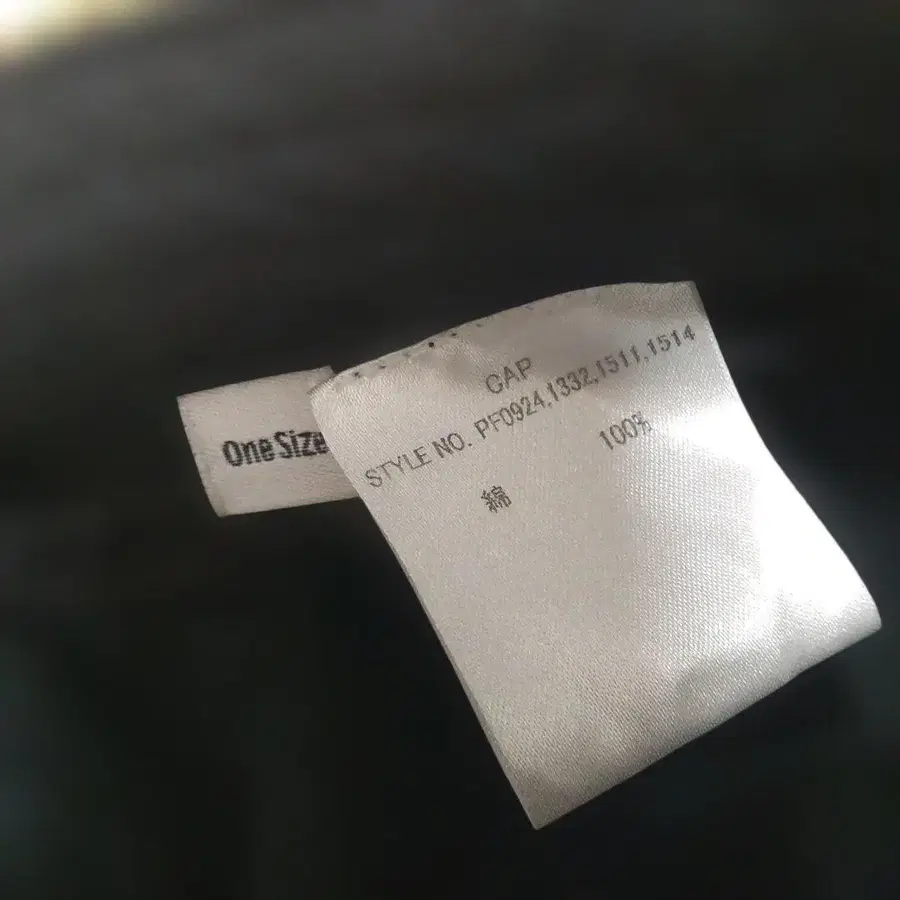 One Size
CAP
STYLE NO. PF0924,1332,1511,1514
綿 100%